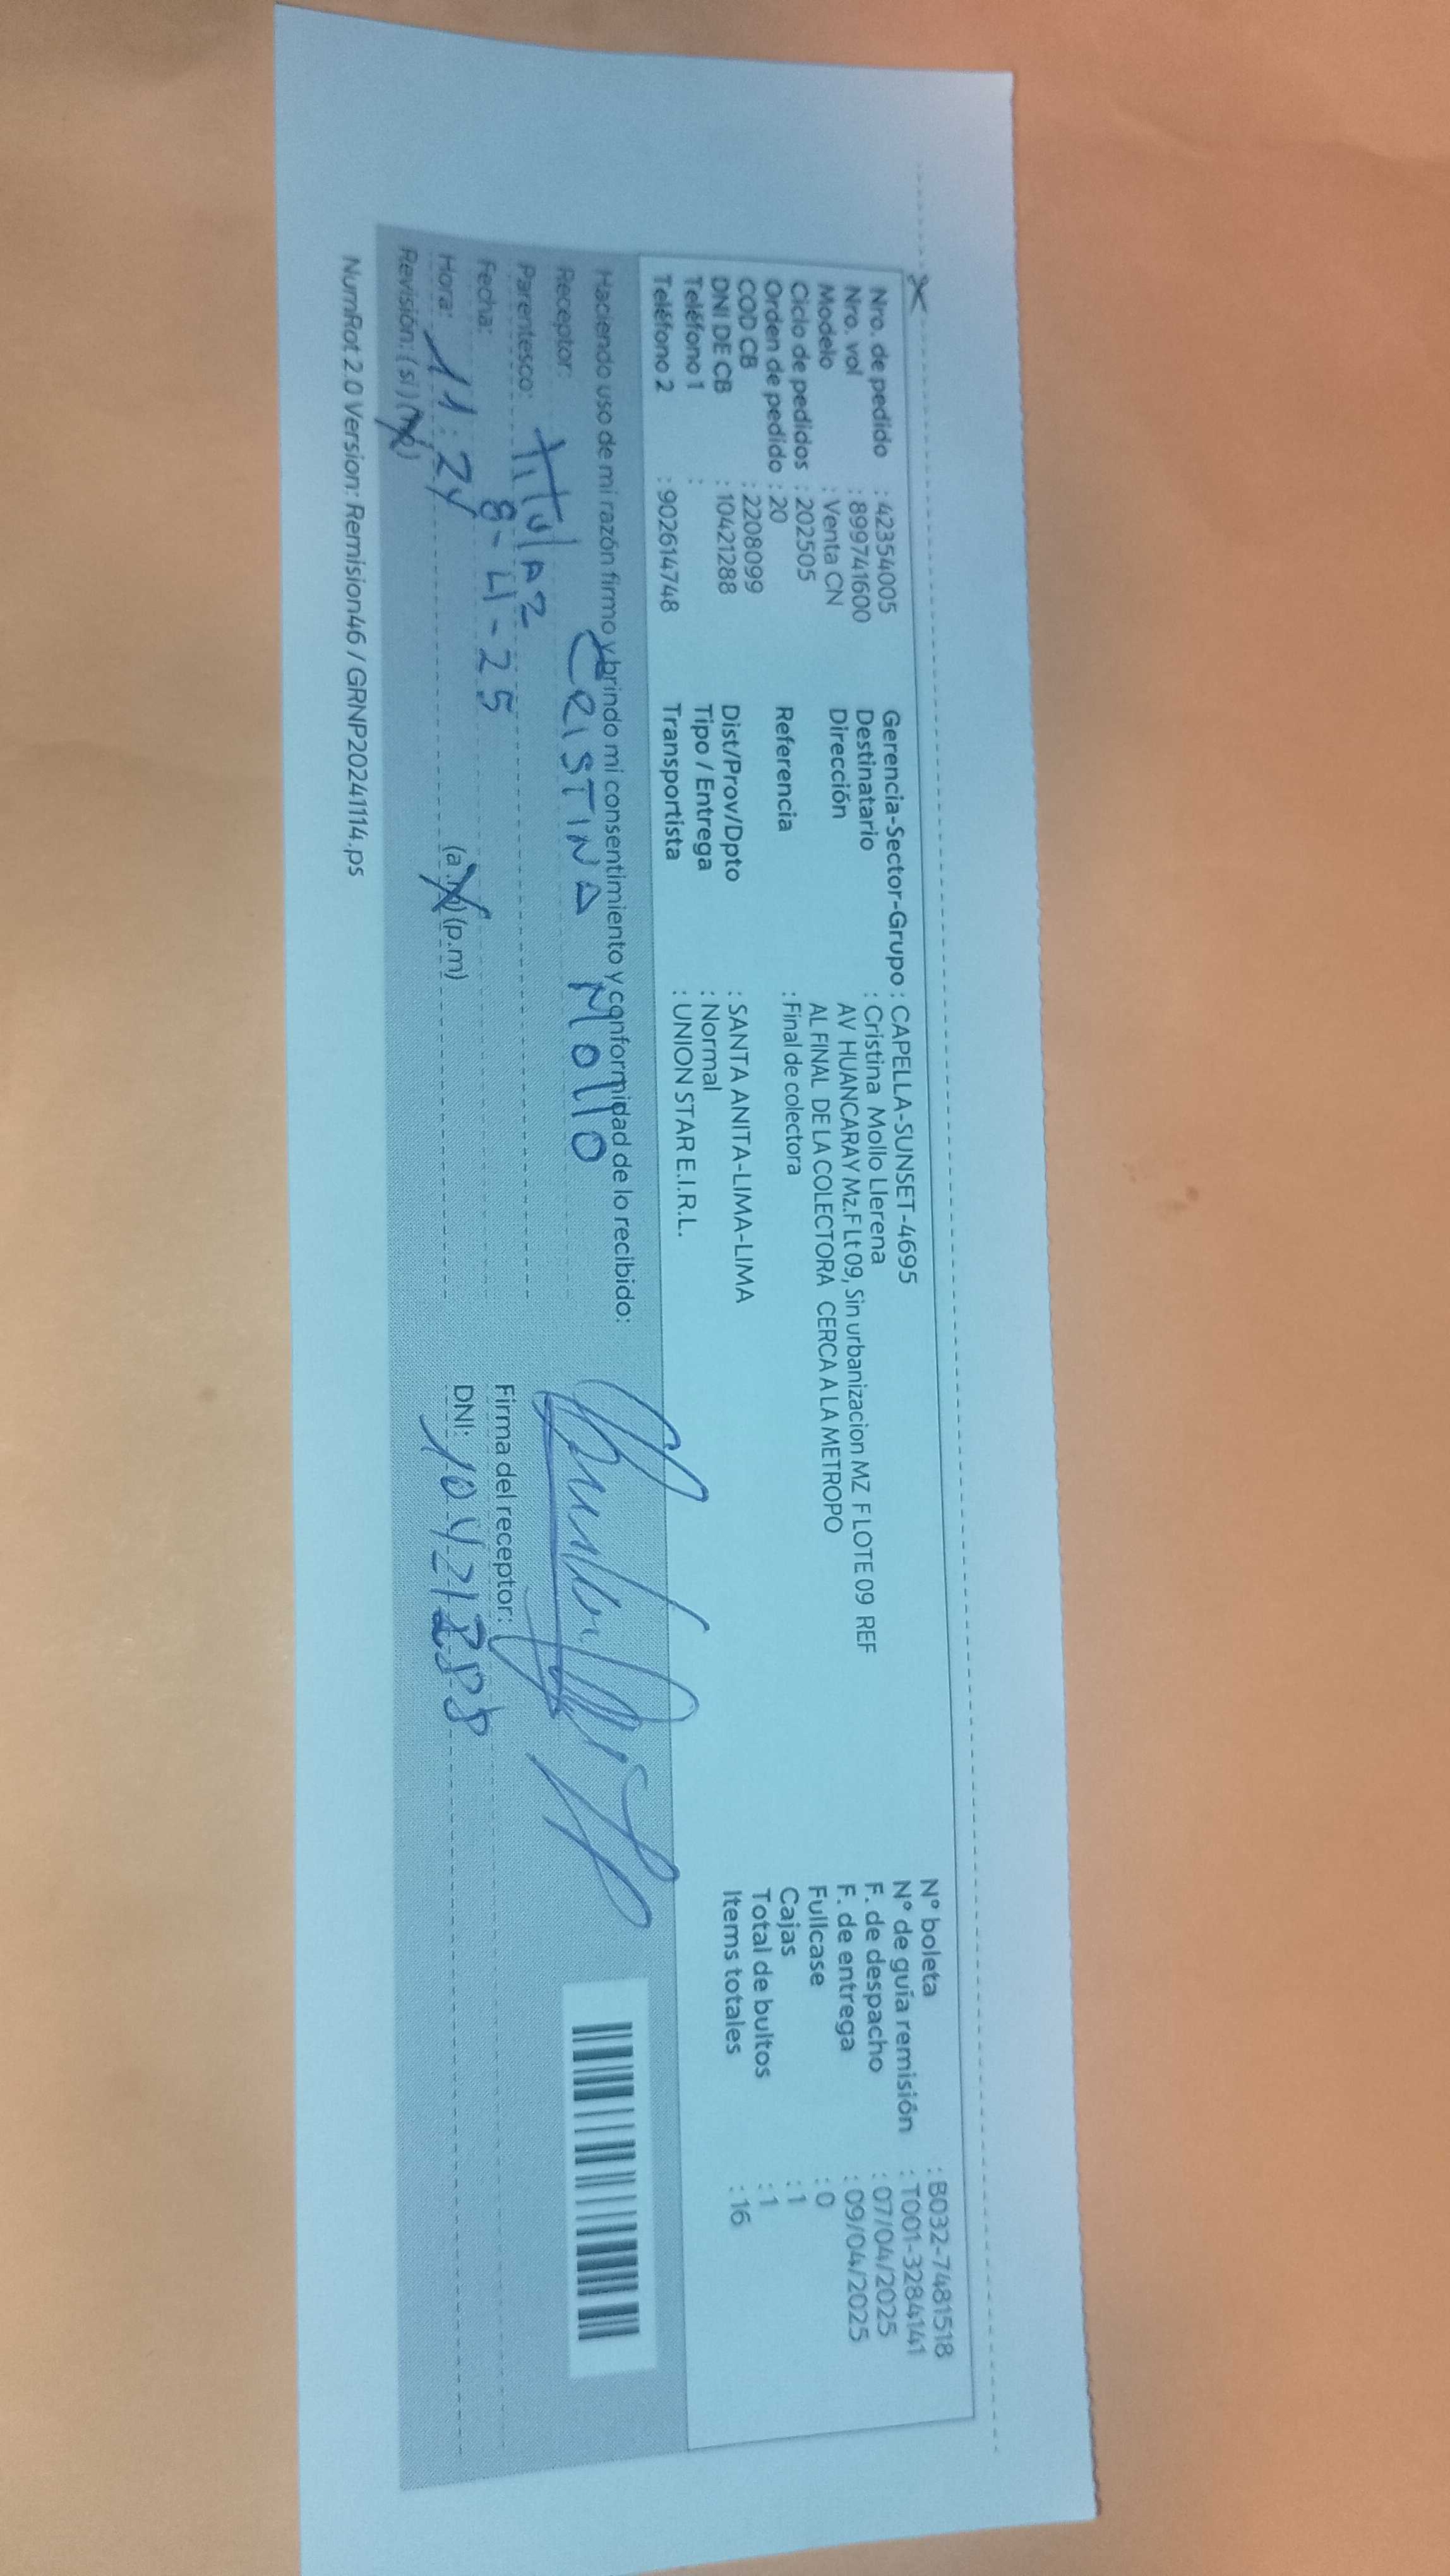 Nro. de pedido : 42354005
Nro. vol : 899741600
Modelo : Venta CN
Ciclo de pedidos : 202505
Orden de pedido : 20
COD CB : 2208099
DNI DE CB : 10421288
Teléfono 1 :
Teléfono 2 : 902614748
Gerencia-Sector-Grupo : CAPELLA-SUNSET-4695
Destinatario : Cristina Mollo Llerena
Dirección AV HUANCARAY Mz.F Lt 09, Sin urbanizacion MZ F LOTE 09 REF
AL FINAL DE LA COLECTORA CERCA A LA METROPO
Referencia : Final de colectora
Dist/Prov/Dpto : SANTA ANITA-LIMA-LIMA
Tipo / Entrega : Normal
Transportista : UNION STAR E.I.R.L.
N° boleta : B032-7481518
N° de guía remisión : T001-3284141
F. de despacho : 07/04/2025
F. de entrega : 09/04/2025
Fullcase : 0
Cajas : 1
Total de bultos : 1
Items totales : 16
Haciendo uso de mi razón firmo y brindo mi consentimiento y conformidad de lo recibido:
Receptor: CRISTINA MOLLO
Parentesco: titular
Fecha: 8-4-25
Hora: 11:24 (a.m) (p.m)
Revisión: (si) (no)
Firma del receptor:
DNI: 10421288
NumRot 2.0 Version: Remision46 / GRNP20241114.ps